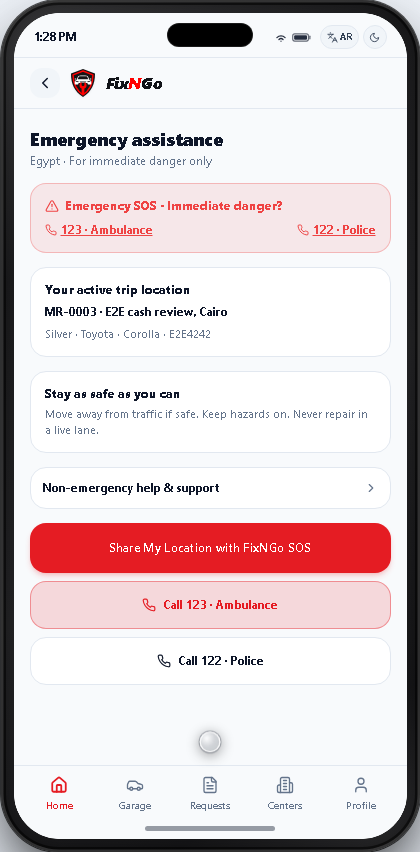 1:28 PM
AR
FixNGo
Emergency assistance
Egypt · For immediate danger only
Emergency SOS - Immediate danger?
123 · Ambulance
122 · Police
Your active trip location
MR-0003 · E2E cash review, Cairo
Silver · Toyota · Corolla · E2E4242
Stay as safe as you can
Move away from traffic if safe. Keep hazards on. Never repair in
a live lane.
Non-emergency help & support
Share My Location with FixNGo SOS
Call 123 · Ambulance
Call 122 · Police
Home
Garage
Requests
Centers
Profile